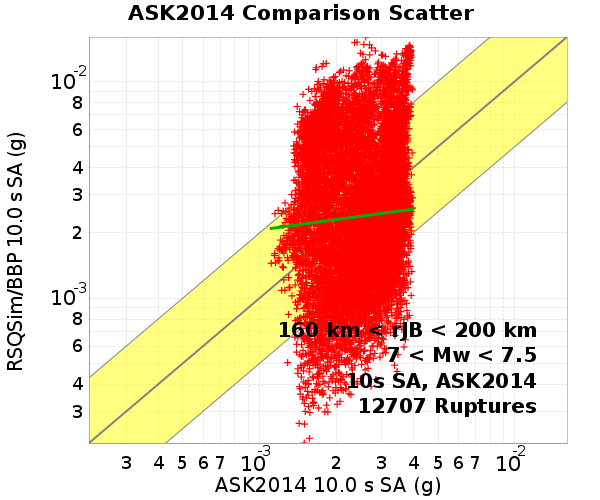 ASK2014 Comparison Scatter
RSQSim/BBP 10.0 s SA (g)
10-2
8
6
4
3
2
10-3
8
6
4
3
160 km < rJB < 200 km
7 < Mw < 7.5
10s SA, ASK2014
12707 Ruptures
3 4 5 6 7 10-3 2 3 4 5 6 7 10-2
ASK2014 10.0 s SA (g)